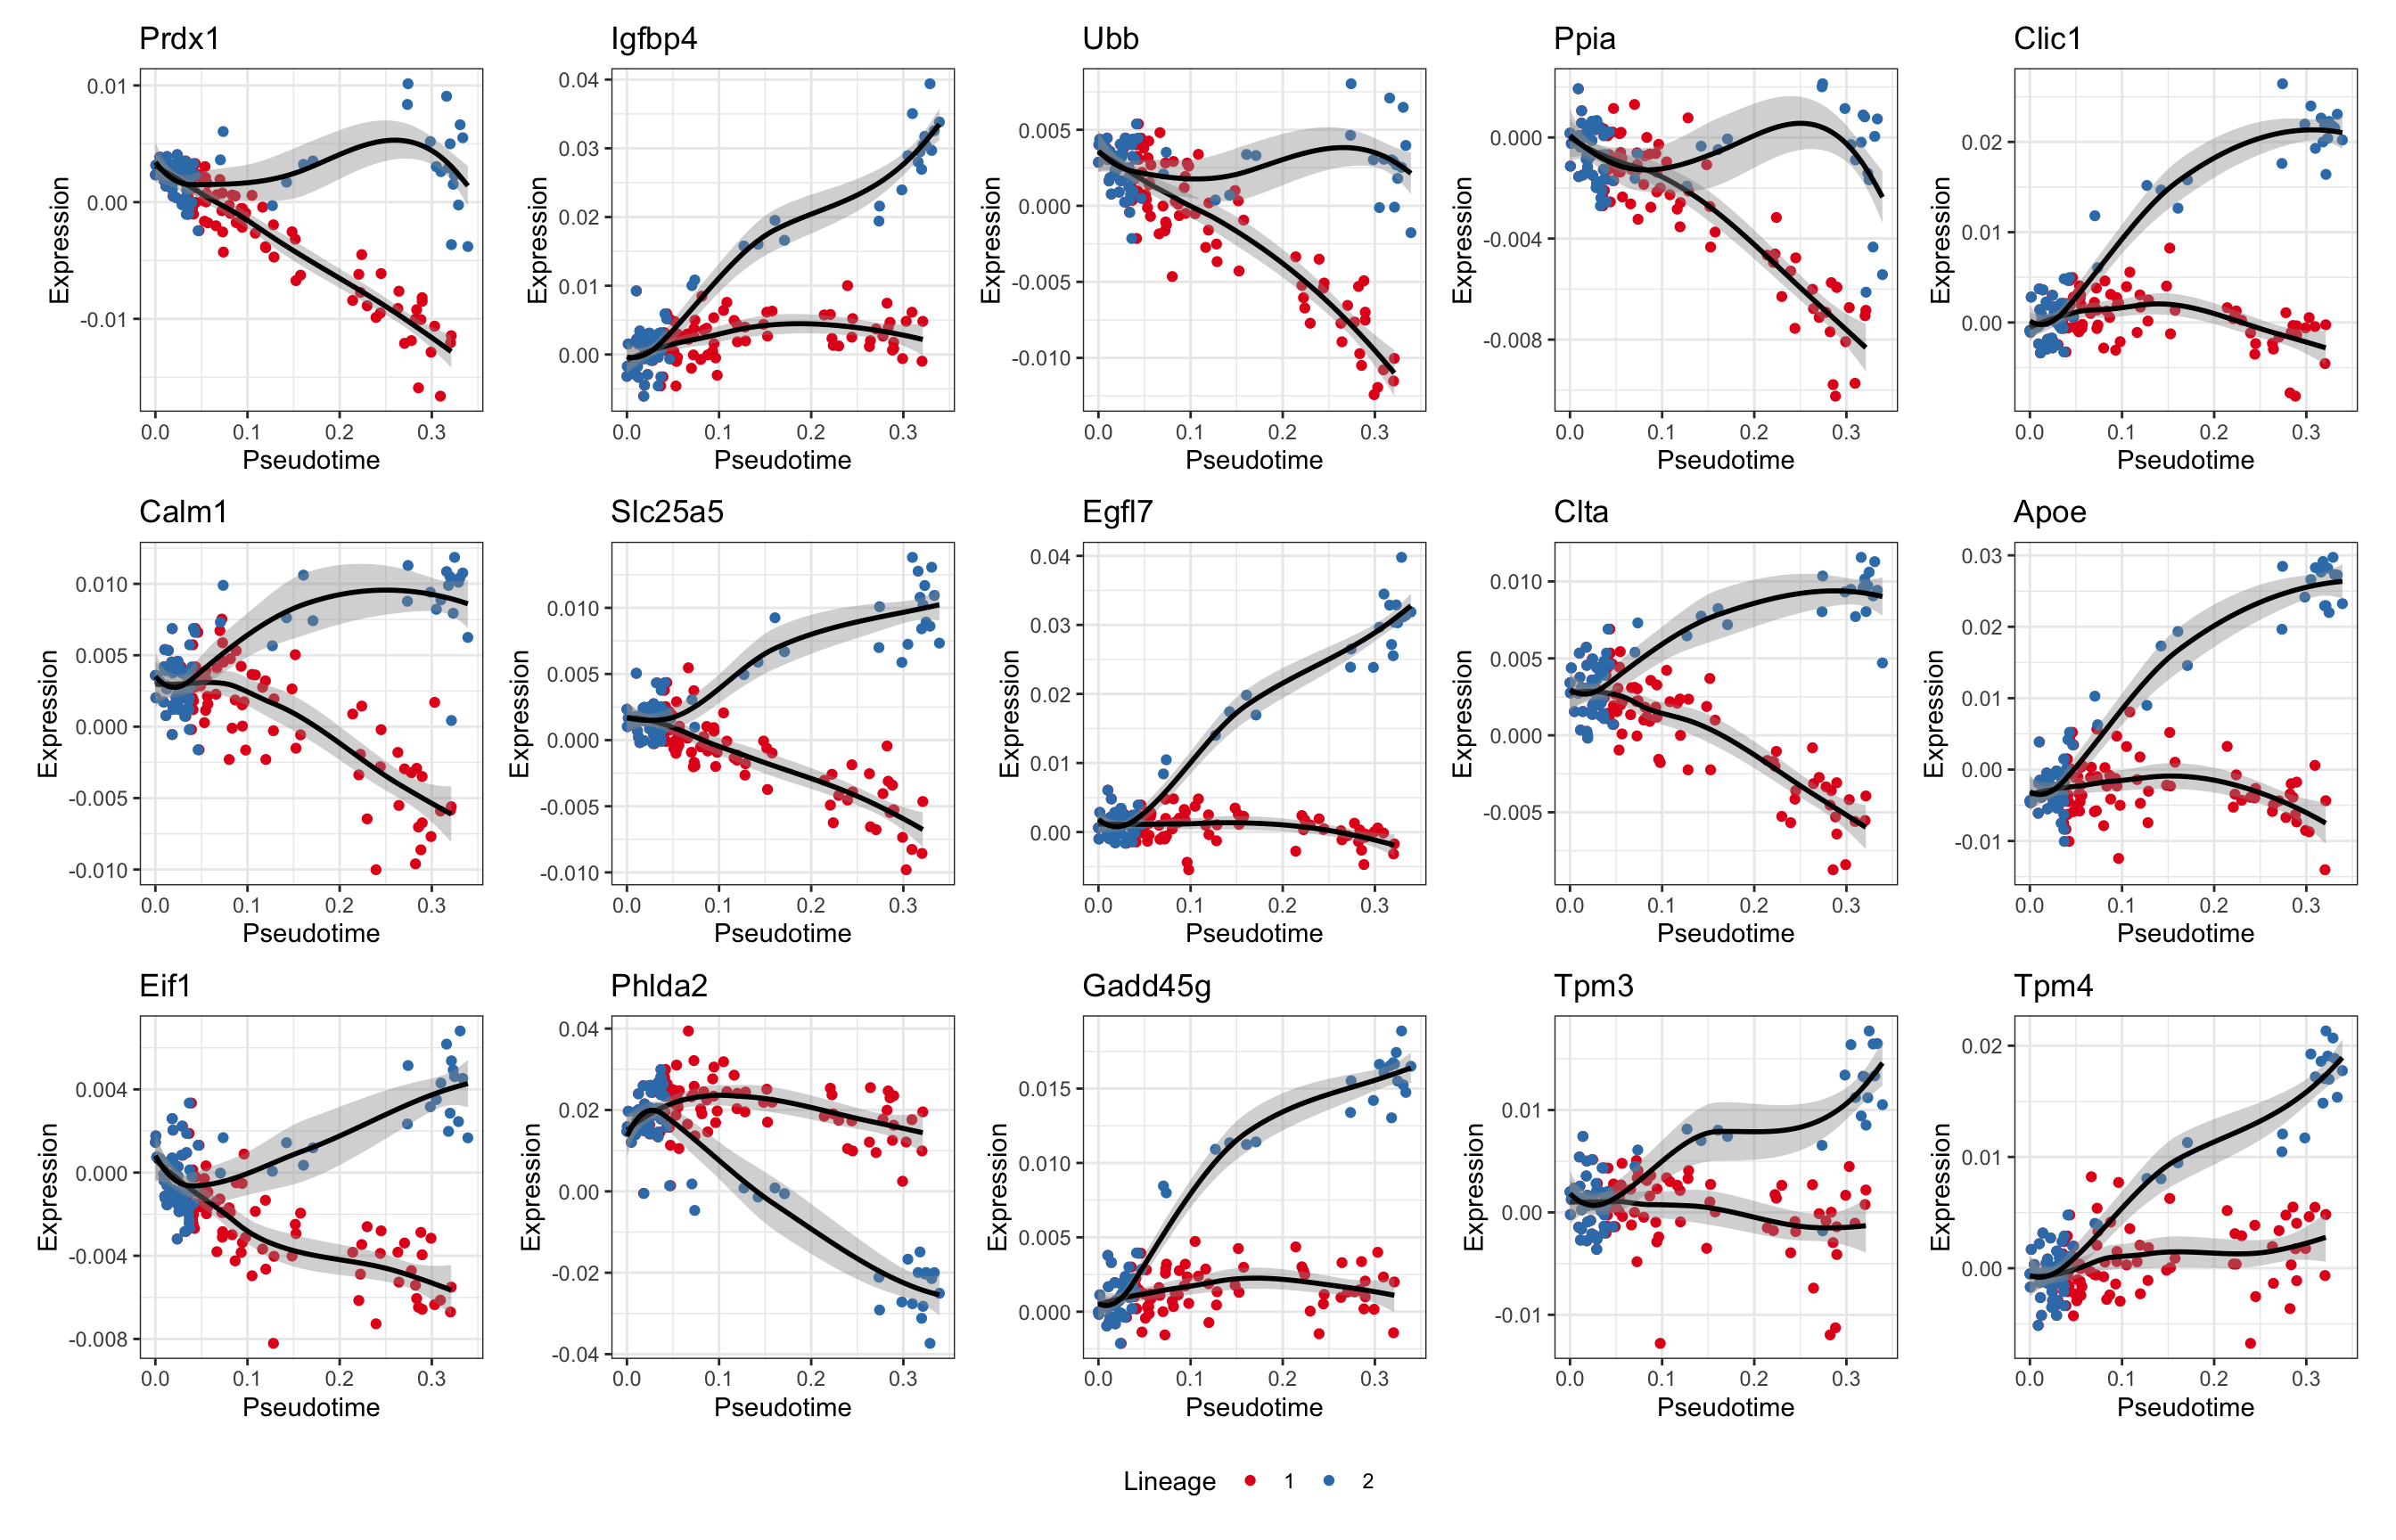 Prdx1 Igfbp4 Ubb Ppia Clic1
Expression Expression Expression Expression Expression
0.01 0.04 0.005 0.000 0.02
0.00 0.03 0.000 -0.004 0.01
-0.01 0.02 -0.005 -0.008 0.00
0.01 -0.010
0.00
0.0 0.1 0.2 0.3 0.0 0.1 0.2 0.3 0.0 0.1 0.2 0.3 0.0 0.1 0.2 0.3 0.0 0.1 0.2 0.3
Pseudotime Pseudotime Pseudotime Pseudotime Pseudotime
Calm1 Slc25a5 Egfl7 Clta Apoe
Expression Expression Expression Expression Expression
0.010 0.010 0.04 0.010 0.03
0.005 0.005 0.03 0.005 0.02
0.000 0.000 0.02 0.000 0.01
-0.005 -0.005 0.01 -0.005 0.00
-0.010 -0.010 0.00 -0.01
0.0 0.1 0.2 0.3 0.0 0.1 0.2 0.3 0.0 0.1 0.2 0.3 0.0 0.1 0.2 0.3 0.0 0.1 0.2 0.3
Pseudotime Pseudotime Pseudotime Pseudotime Pseudotime
Eif1 Phlda2 Gadd45g Tpm3 Tpm4
Expression Expression Expression Expression Expression
0.004 0.04 0.015 0.01 0.02
0.000 0.02 0.010 0.00 0.01
-0.004 0.00 0.005 -0.01 0.00
-0.008 -0.02 0.000
-0.04
0.0 0.1 0.2 0.3 0.0 0.1 0.2 0.3 0.0 0.1 0.2 0.3 0.0 0.1 0.2 0.3 0.0 0.1 0.2 0.3
Pseudotime Pseudotime Pseudotime Pseudotime Pseudotime
Lineage 1 2